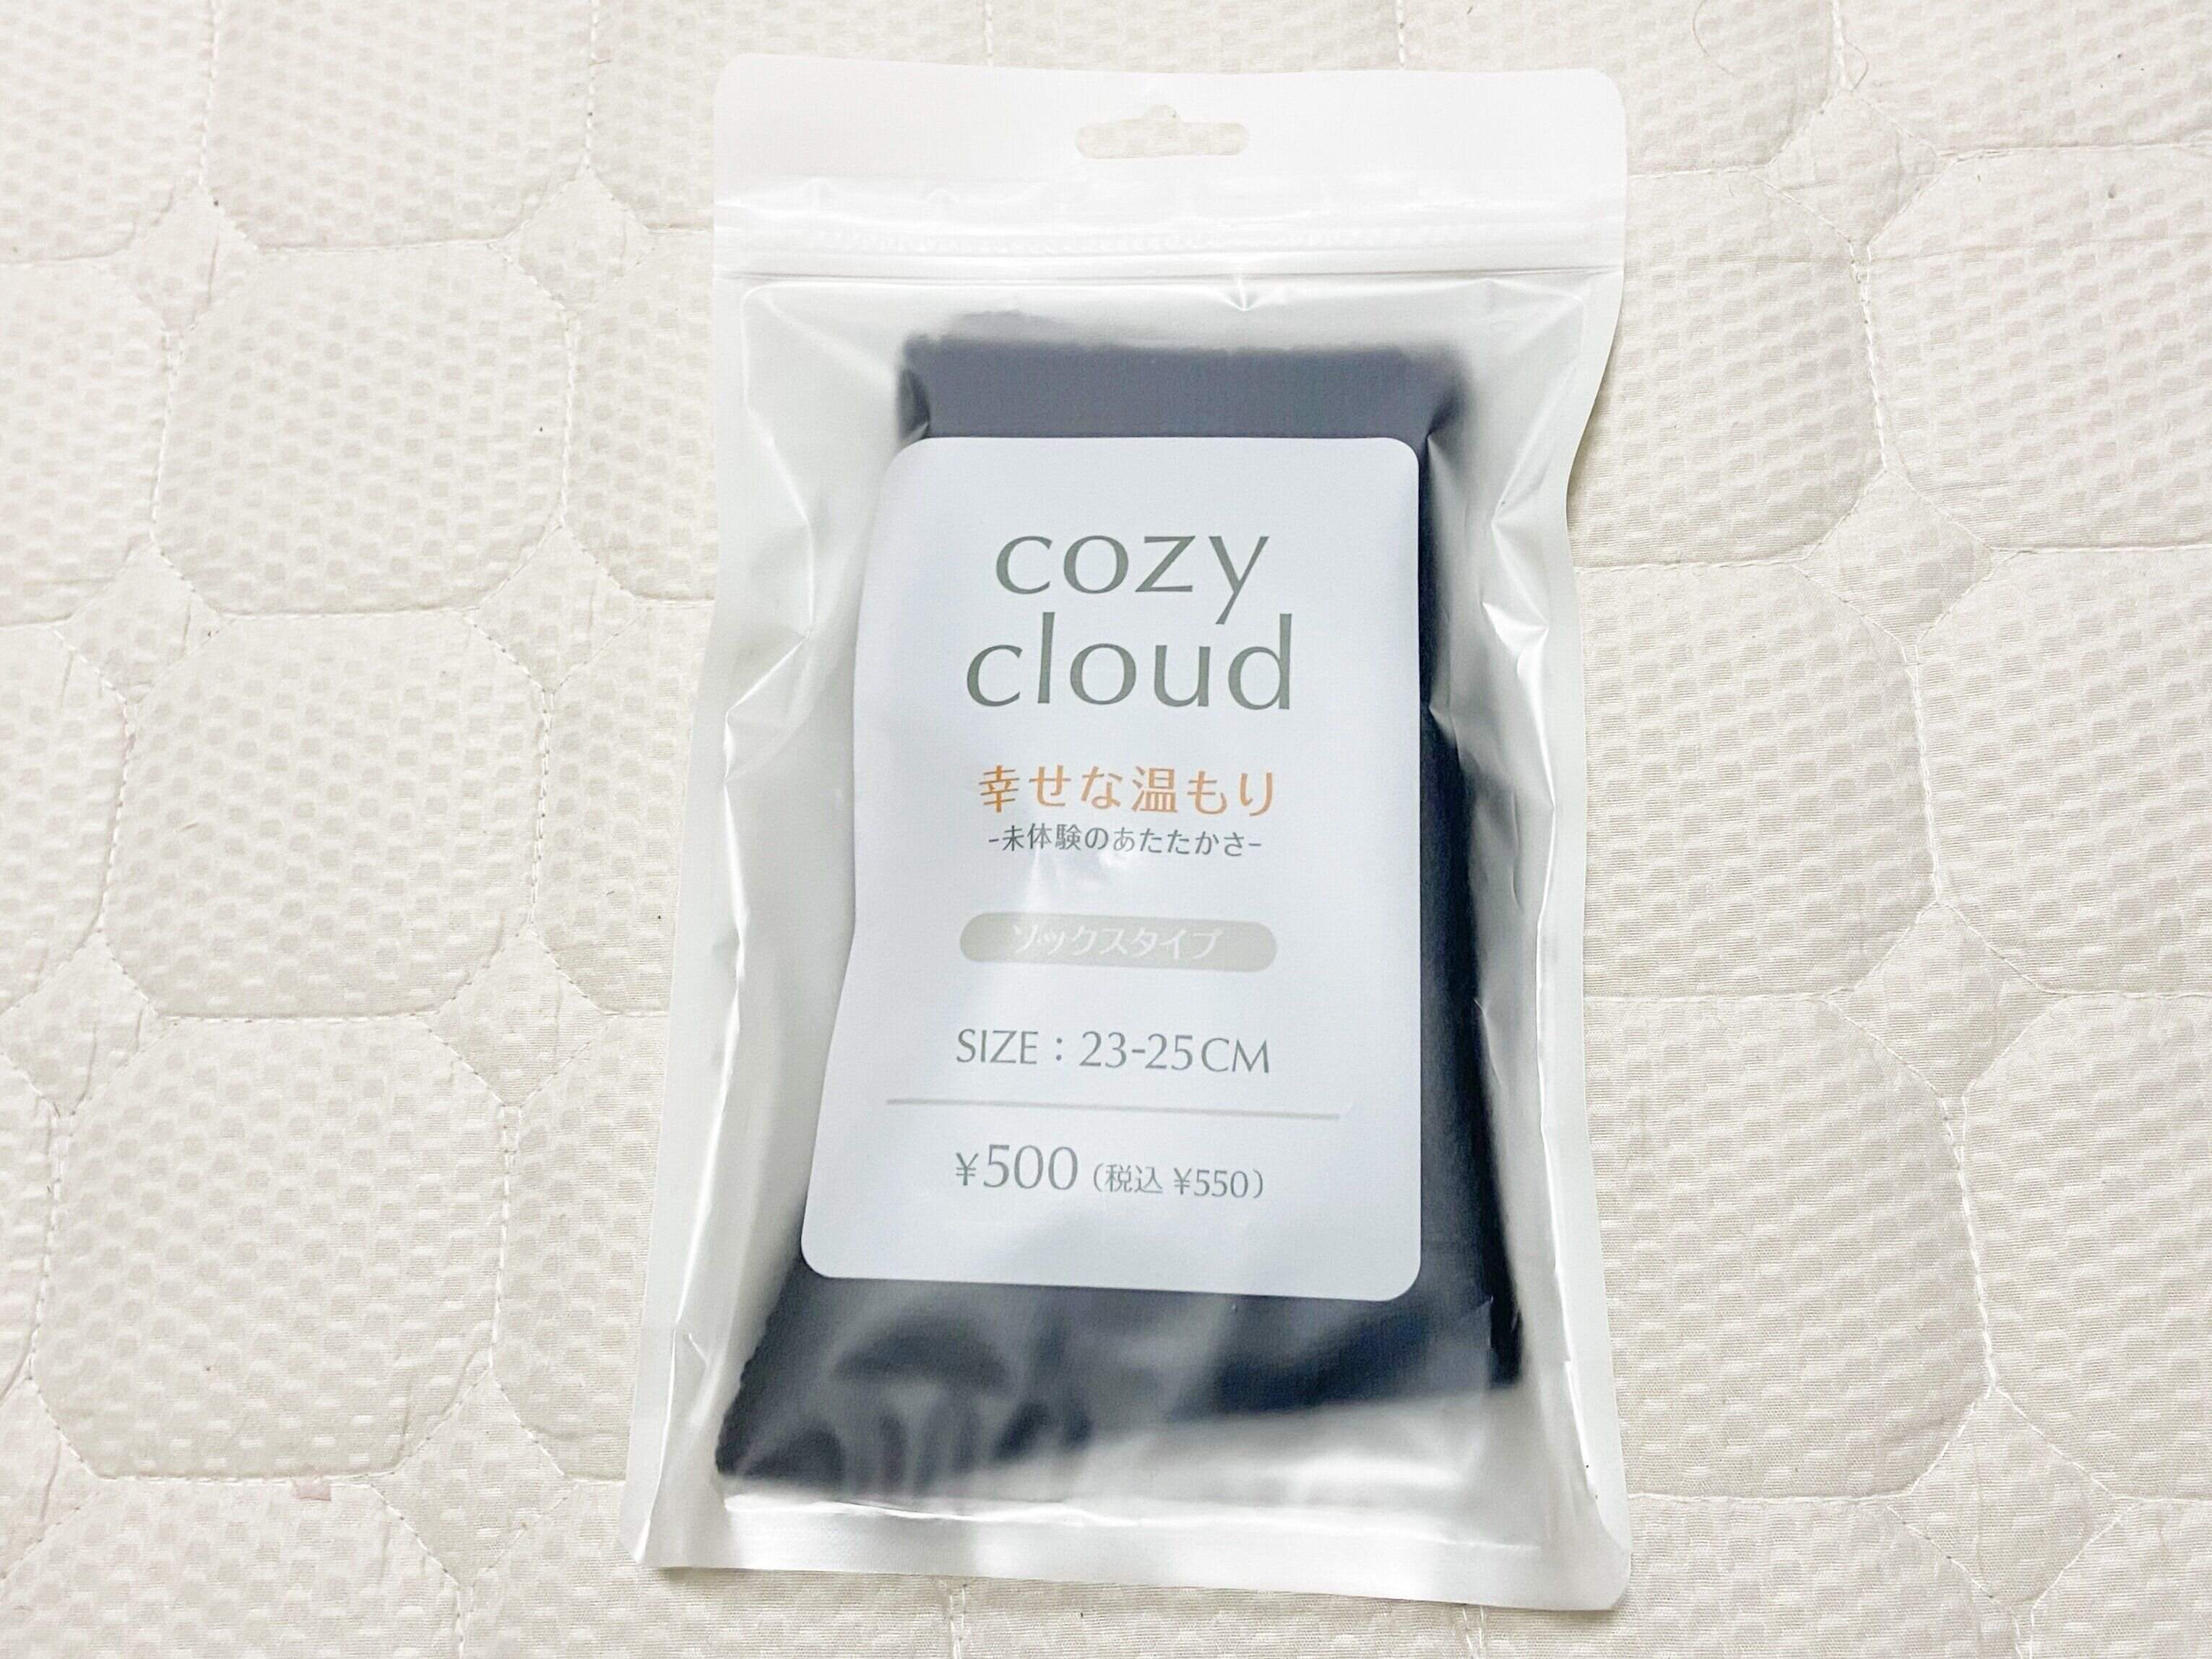 cozy
cloud
幸せな温もり
-未体験のあたたかさ-
ソックスタイプ
SIZE：23-25CM
¥500（税込 ¥550）